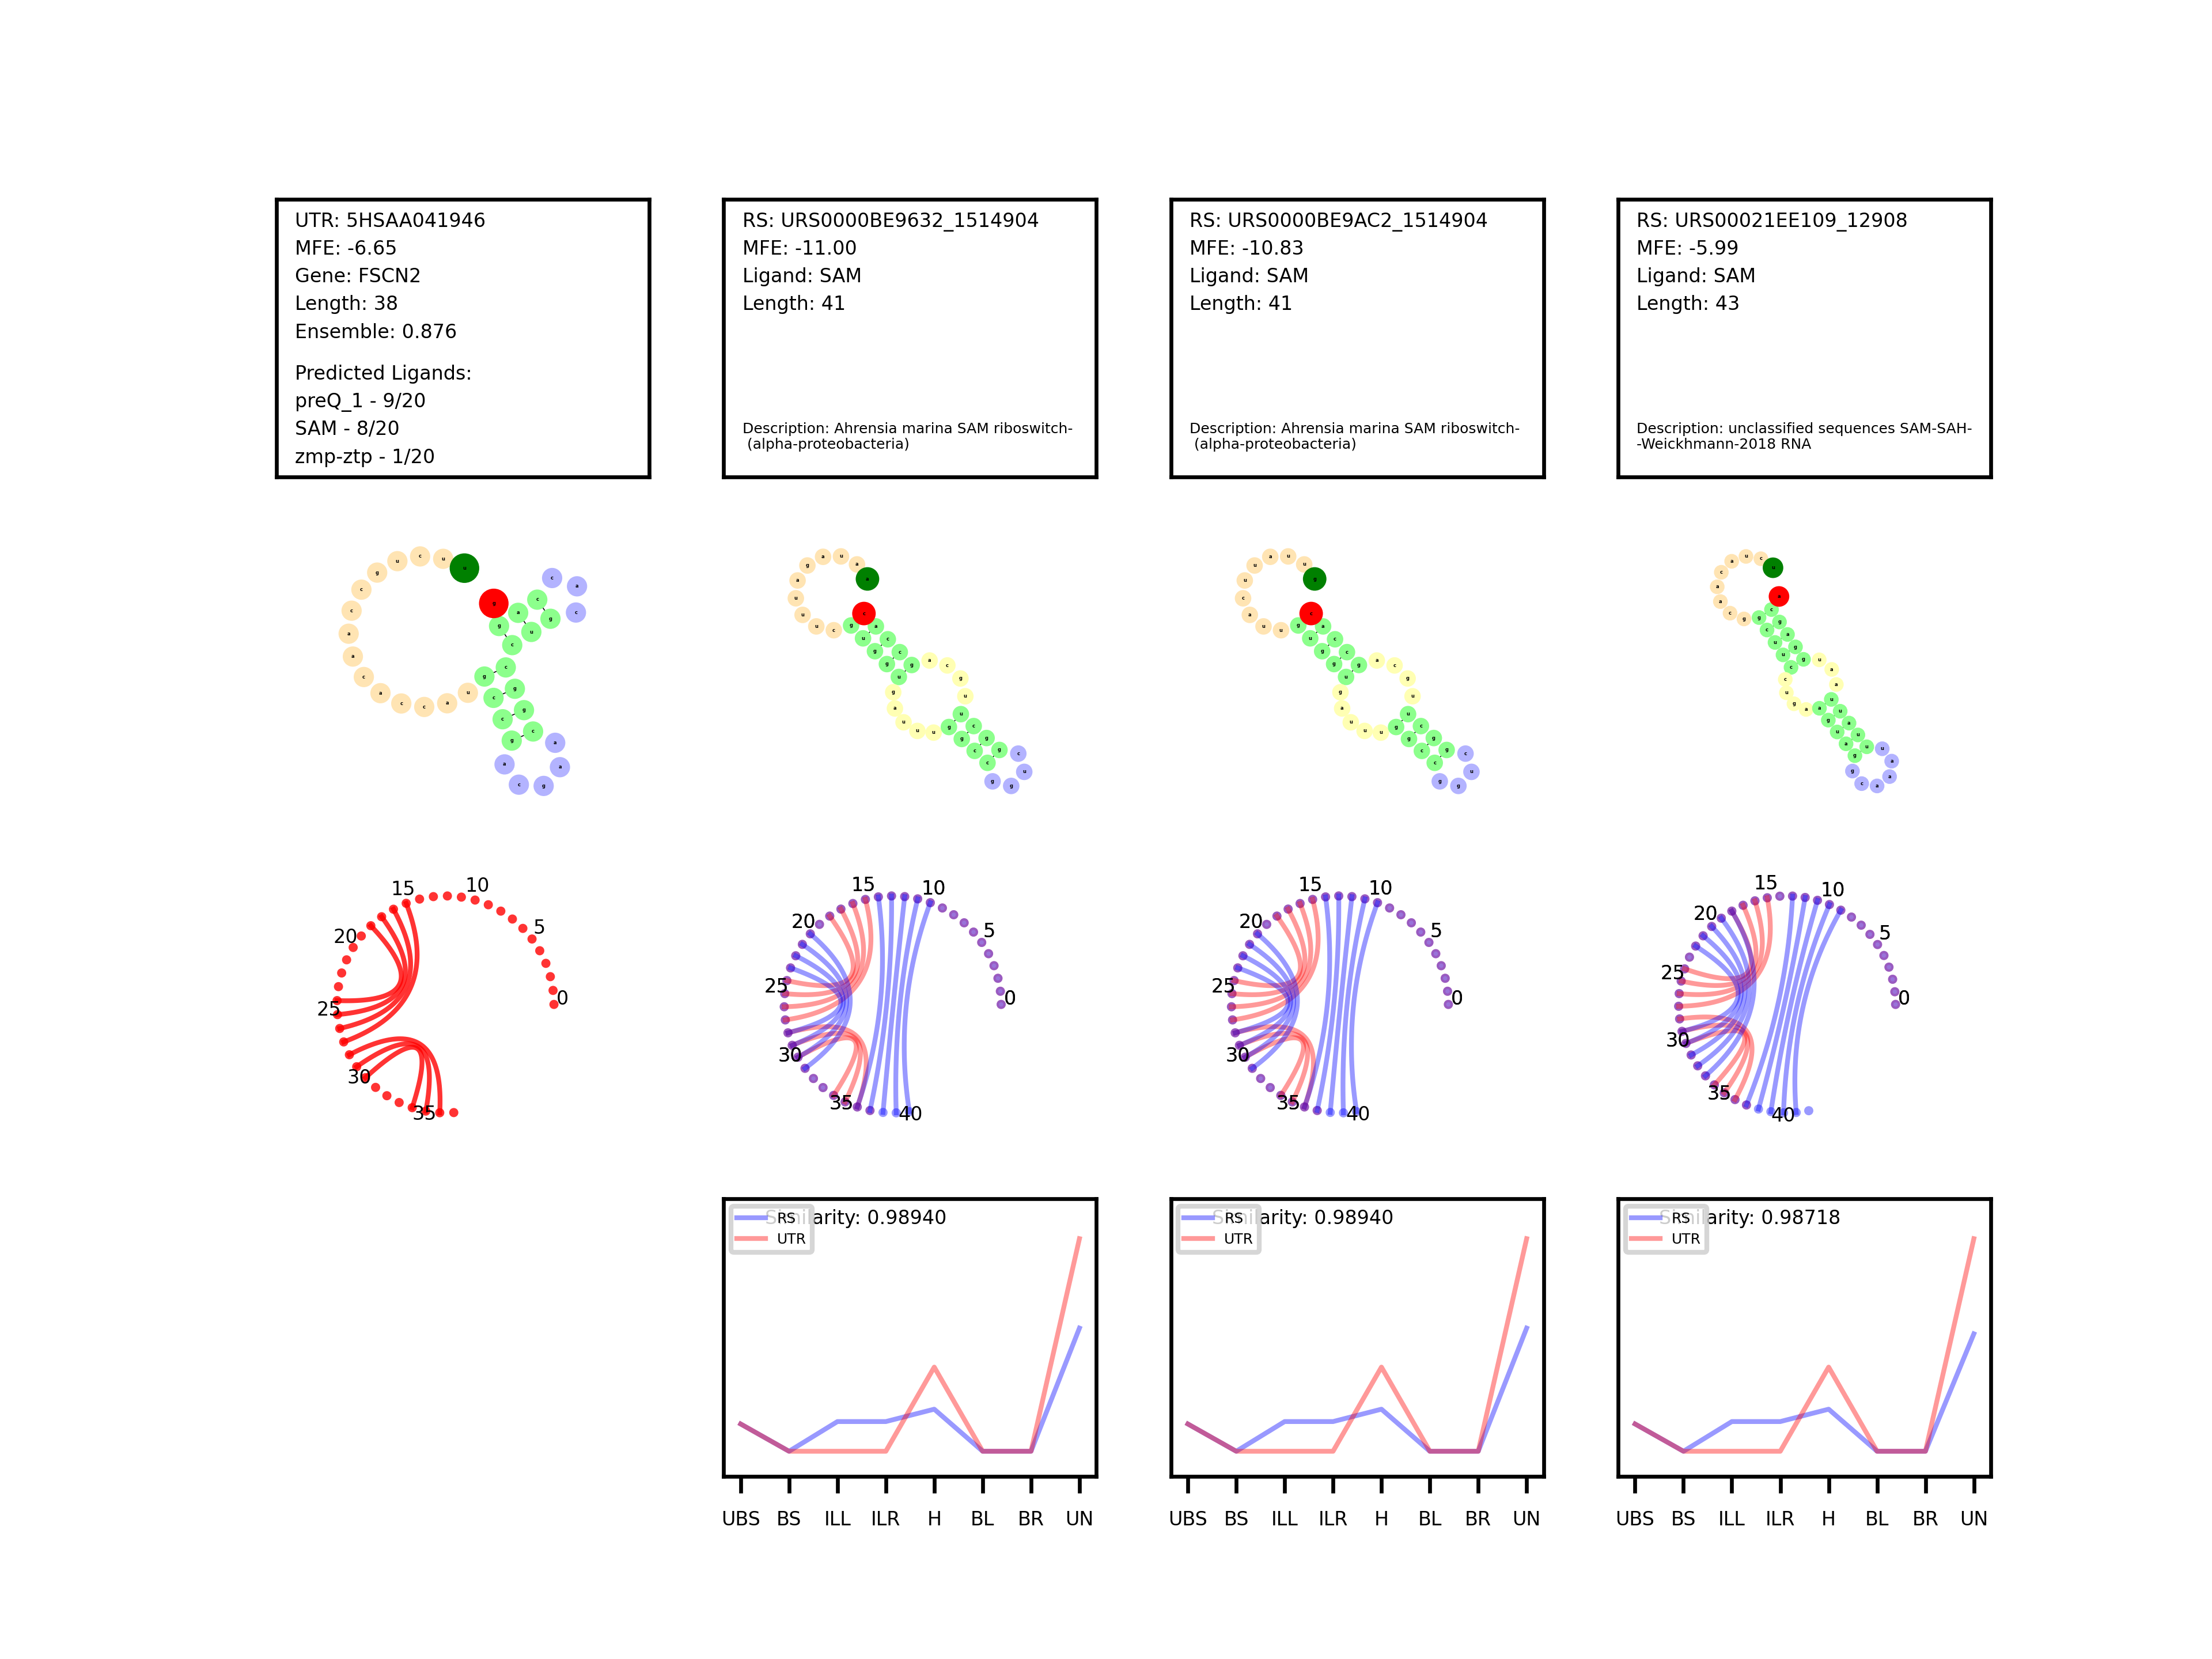 UTR: 5HSAA041946
MFE: -6.65
Gene: FSCN2
Length: 38
Ensemble: 0.876
Predicted Ligands:
preQ_1 - 9/20
SAM - 8/20
zmp-ztp - 1/20
RS: URS0000BE9632_1514904
MFE: -11.00
Ligand: SAM
Length: 41
Description: Ahrensia marina SAM riboswitch-
(alpha-proteobacteria)
RS: URS0000BE9AC2_1514904
MFE: -10.83
Ligand: SAM
Length: 41
Description: Ahrensia marina SAM riboswitch-
(alpha-proteobacteria)
RS: URS00021EE109_12908
MFE: -5.99
Ligand: SAM
Length: 43
Description: unclassified sequences SAM-SAH-
-Weickhmann-2018 RNA
0
5
10
15
20
25
30
35
0
5
10
15
20
25
30
35
40
0
5
10
15
20
25
30
35
40
0
5
10
15
20
25
30
35
40
Similarity: 0.98940
RS
UTR
UBS BS ILL ILR H BL BR UN
Similarity: 0.98940
RS
UTR
UBS BS ILL ILR H BL BR UN
Similarity: 0.98718
RS
UTR
UBS BS ILL ILR H BL BR UN